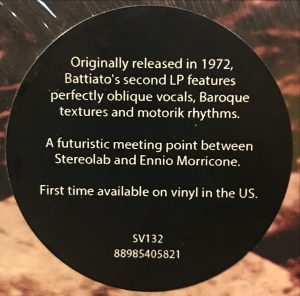 Originally released in 1972,
Battiato's second LP features
perfectly oblique vocals, Baroque
textures and motorik rhythms.
A futuristic meeting point between
Stereolab and Ennio Morricone.
First time available on vinyl in the US.
SV132
88985405821